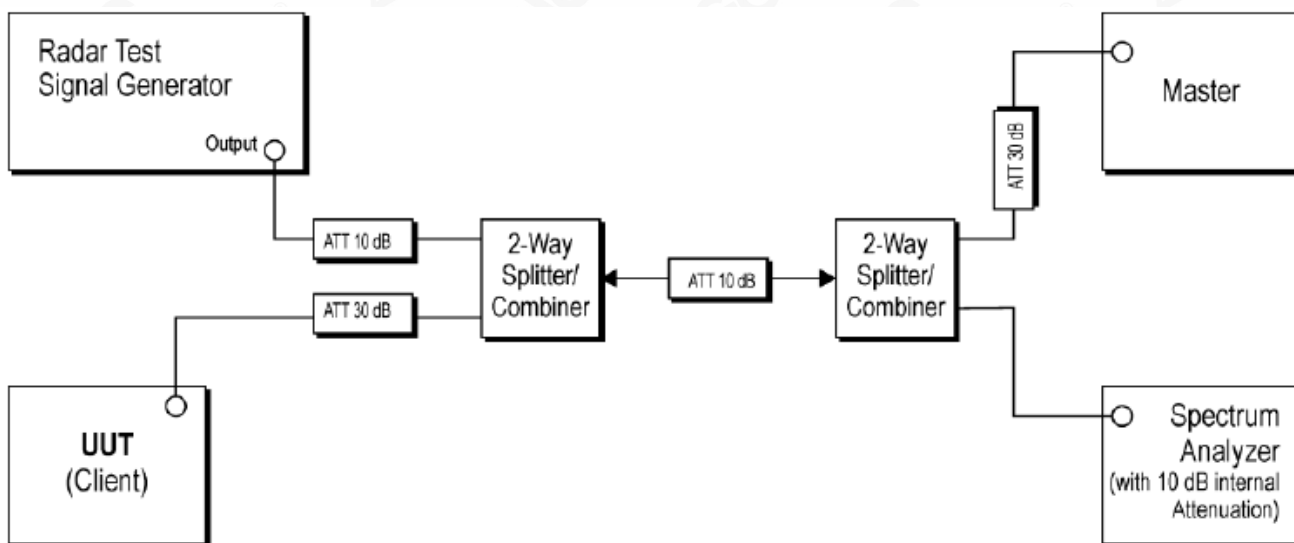 Radar Test
Signal Generator
Output
ATT 10 dB
ATT 30 dB
UUT
(Client)
2-Way
Splitter/
Combiner
ATT 10 dB
2-Way
Splitter/
Combiner
ATT 30 dB
Master
Spectrum
Analyzer
(with 10 dB internal
Attenuation)